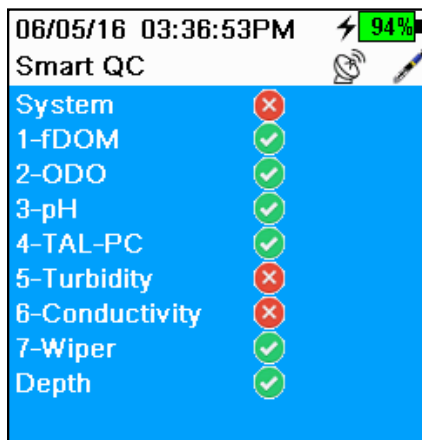 06/05/16 03:36:53PM 94%
Smart QC
System
1-fDOM
2-ODO
3-pH
4-TAL-PC
5-Turbidity
6-Conductivity
7-Wiper
Depth